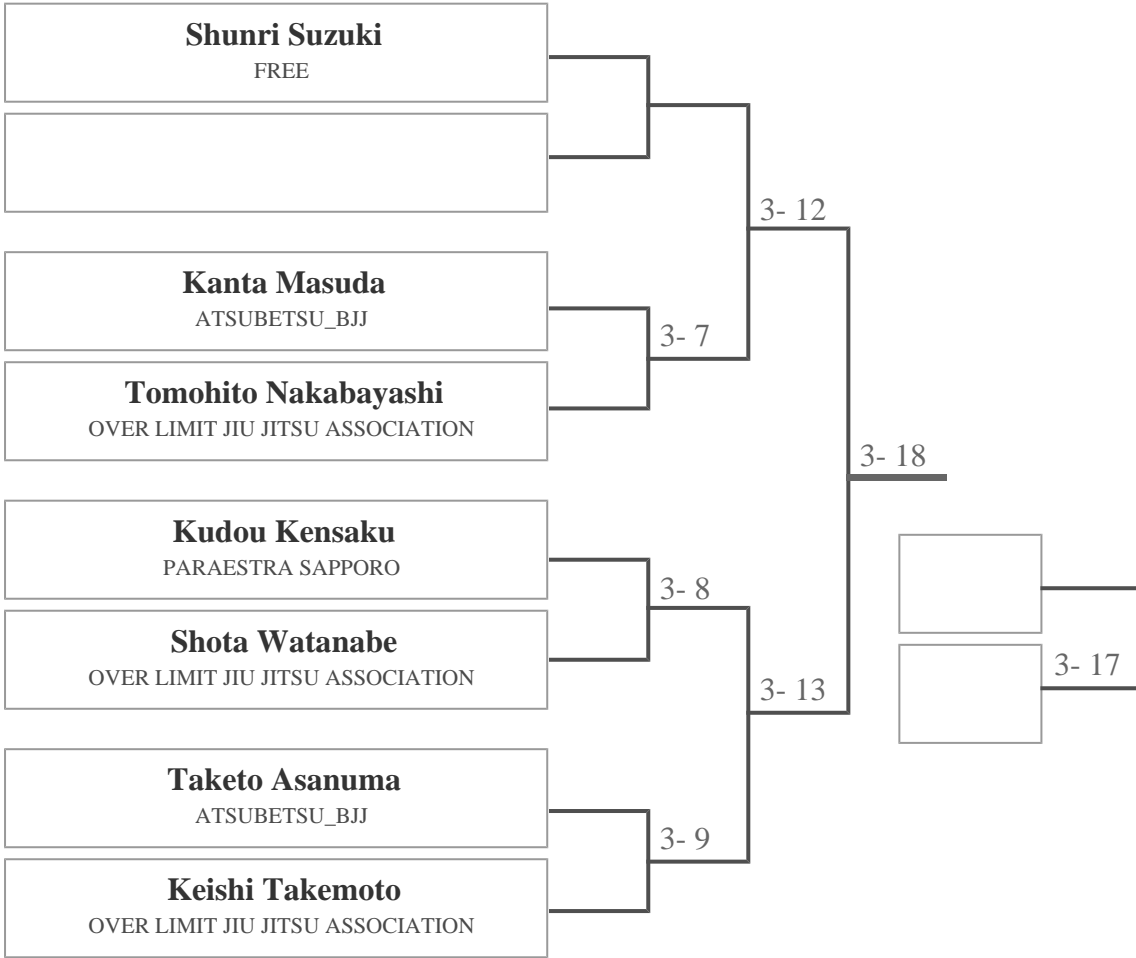 Shunri Suzuki
FREE
3- 12
Kanta Masuda
ATSUBETSU_BJJ
3- 7
Tomohito Nakabayashi
OVER LIMIT JIU JITSU ASSOCIATION
3- 18
Kudou Kensaku
PARAESTRA SAPPORO
3- 8
Shota Watanabe
OVER LIMIT JIU JITSU ASSOCIATION
3- 17
3- 13
Taketo Asanuma
ATSUBETSU_BJJ
3- 9
Keishi Takemoto
OVER LIMIT JIU JITSU ASSOCIATION